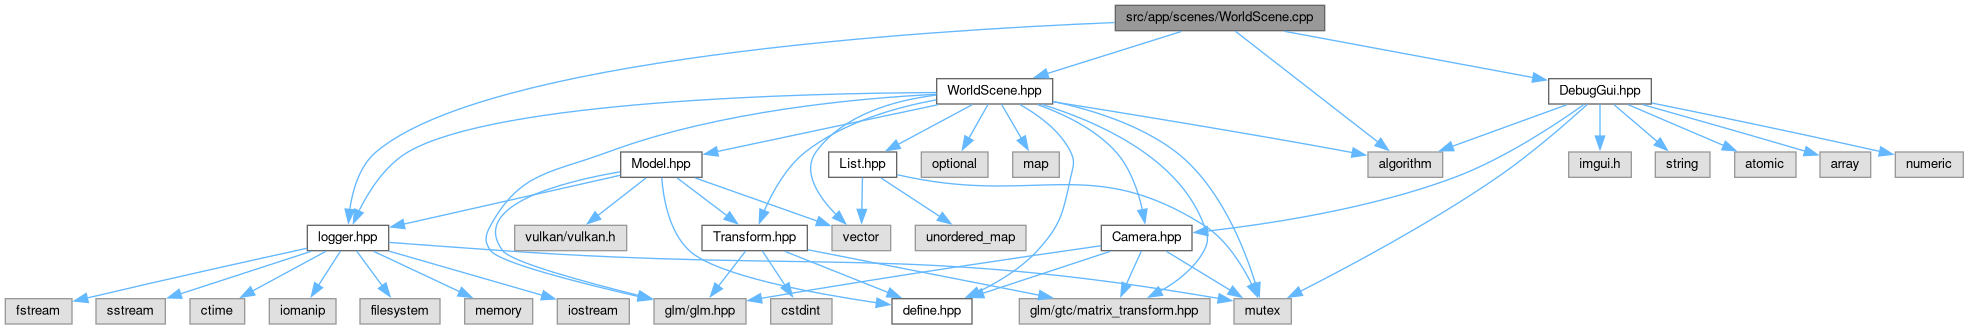 src/app/scenes/WorldScene.cpp
WorldScene.hpp
DebugGui.hpp
Model.hpp
List.hpp
optional
map
algorithm
imgui.h
string
atomic
array
numeric
logger.hpp
vulkan/vulkan.h
Transform.hpp
vector
unordered_map
Camera.hpp
fstream
sstream
ctime
iomanip
filesystem
memory
iostream
glm/glm.hpp
cstdint
define.hpp
glm/gtc/matrix_transform.hpp
mutex